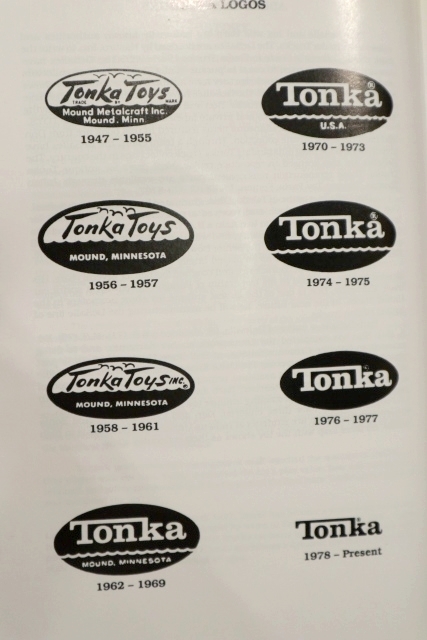 LOGOS
Tonka Toys
TRADE BY MARK
Mound Metalcraft Inc.
Mound. Minn
1947 - 1955
Tonka Toys
MOUND, MINNESOTA
1956 - 1957
Tonka Toys INC. ®
MOUND, MINNESOTA
1958 - 1961
Tonka
MOUND, MINNESOTA
1962 - 1969
Tonka ®
U.S.A.
1970 - 1973
Tonka ®
1974 - 1975
Tonka ®
1976 - 1977
Tonka ®
1978 - Present